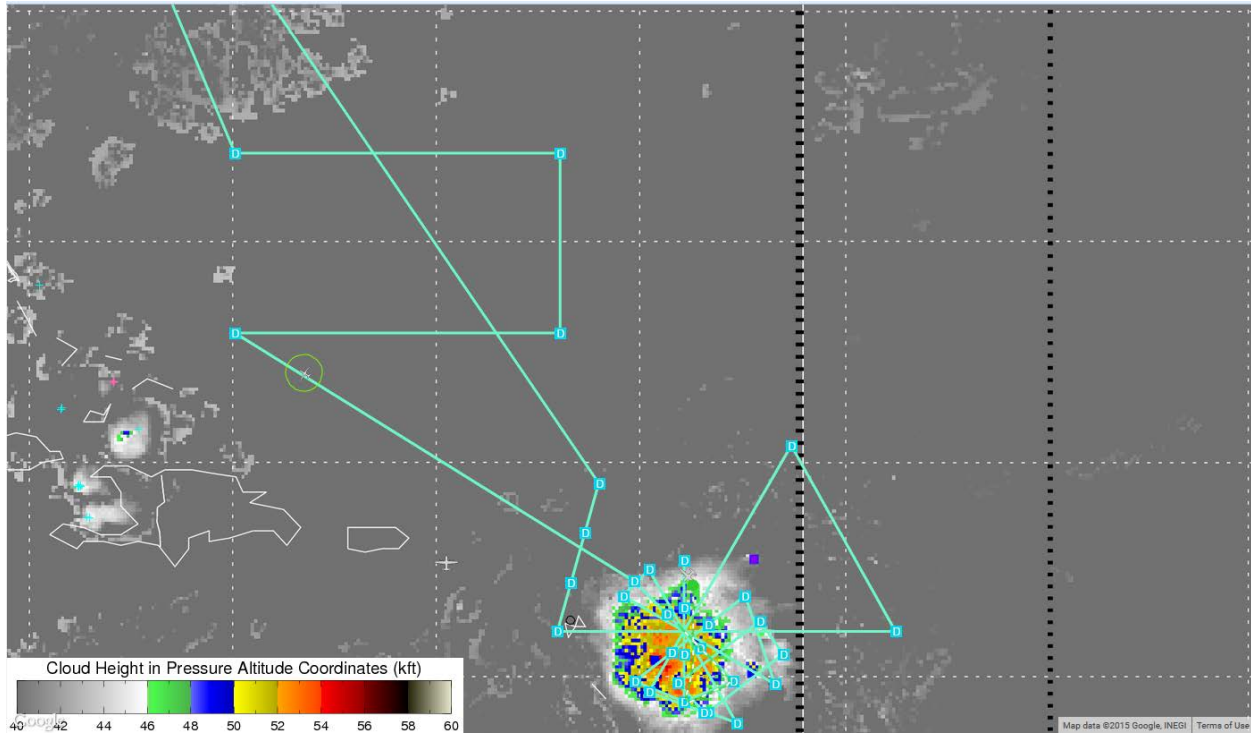 D D
D D
D
D
D
D
D
D D
D D
D D
D D
D D
D D D D
D D D D
D D
D D
D
Cloud Height in Pressure Altitude Coordinates (kft)
40 42 44 46 48 50 52 54 56 58 60
Google
Map data ©2015 Google, INEGI Terms of Use